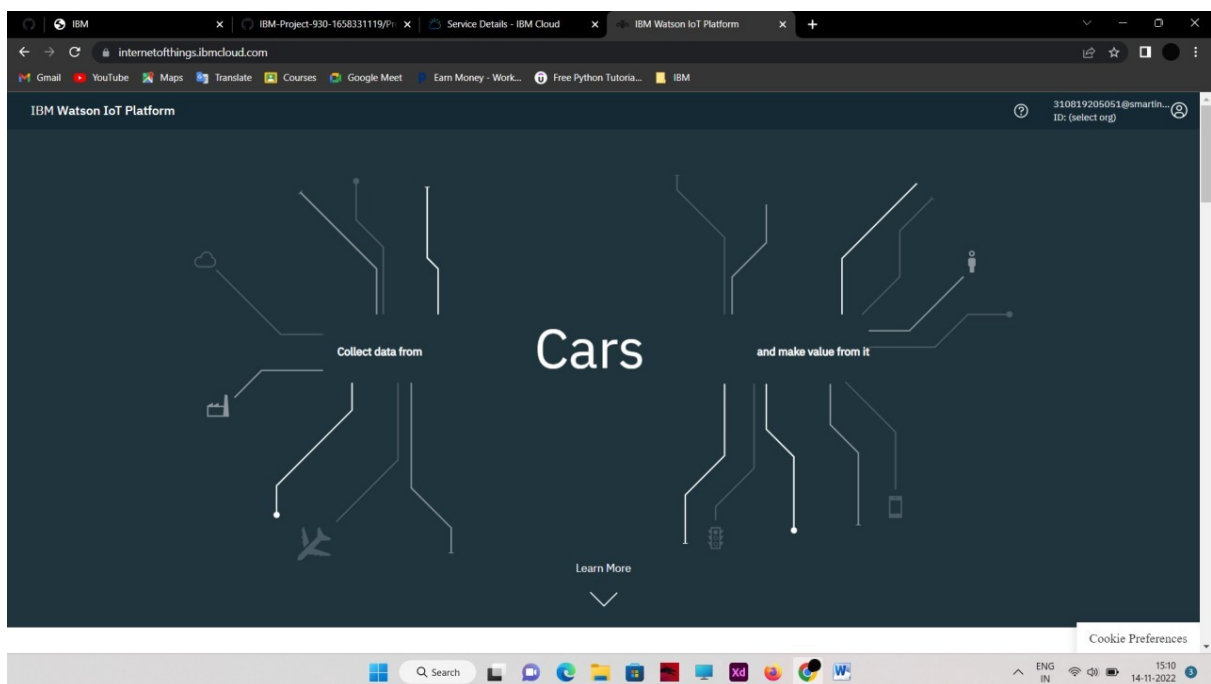 IBM
IBM-Project-930-1658331119/Pr
Service Details - IBM Cloud
IBM Watson IoT Platform
internetofthings.ibmcloud.com
Gmail YouTube Maps Translate Courses Google Meet Earn Money - Work... Free Python Tutoria... IBM
IBM Watson IoT Platform
310819205051@smartin...
ID: (select org)
Collect data from
Cars
and make value from it
Learn More
Cookie Preferences
Search
Xd
W
ENG
IN
15:10
14-11-2022
3